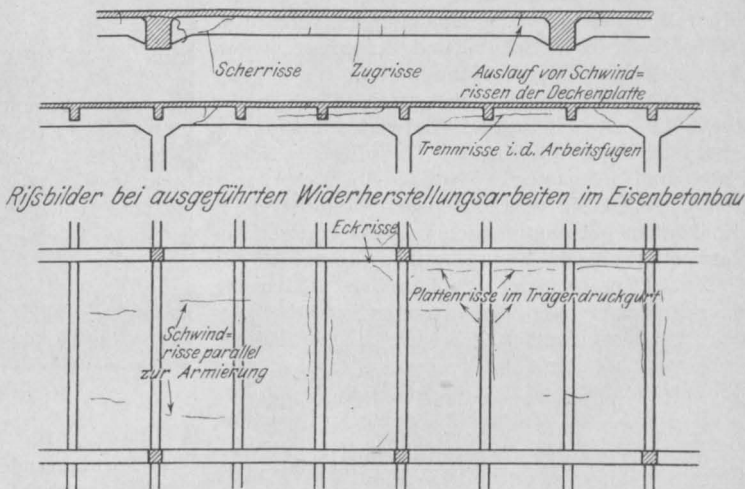 Scherrisse
Zugrisse
Auslauf von Schwind=
rissen der Deckenplatte
Trennrisse i. d. Arbeitsfugen
Rißbilder bei ausgeführten Widerherstellungsarbeiten im Eisenbetonbau
Eckrisse
Plattenrisse im Trägerdruckgurt
Schwind=
risse parallel
zur Armierung